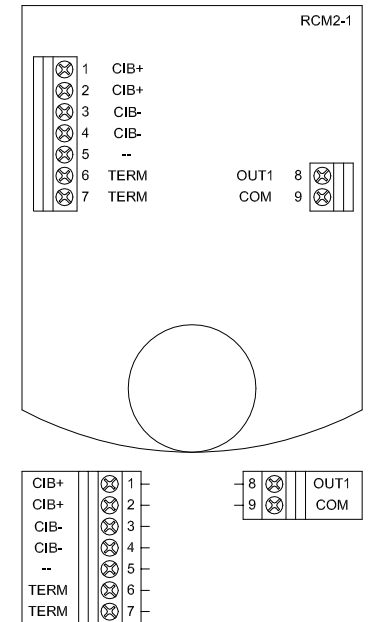 RCM2-1
1 CIB+
2 CIB+
3 CIB-
4 CIB-
5 --
6 TERM OUT1 8
7 TERM COM 9
CIB+ 1 8 OUT1
CIB+ 2 9 COM
CIB- 3
CIB- 4
-- 5
TERM 6
TERM 7